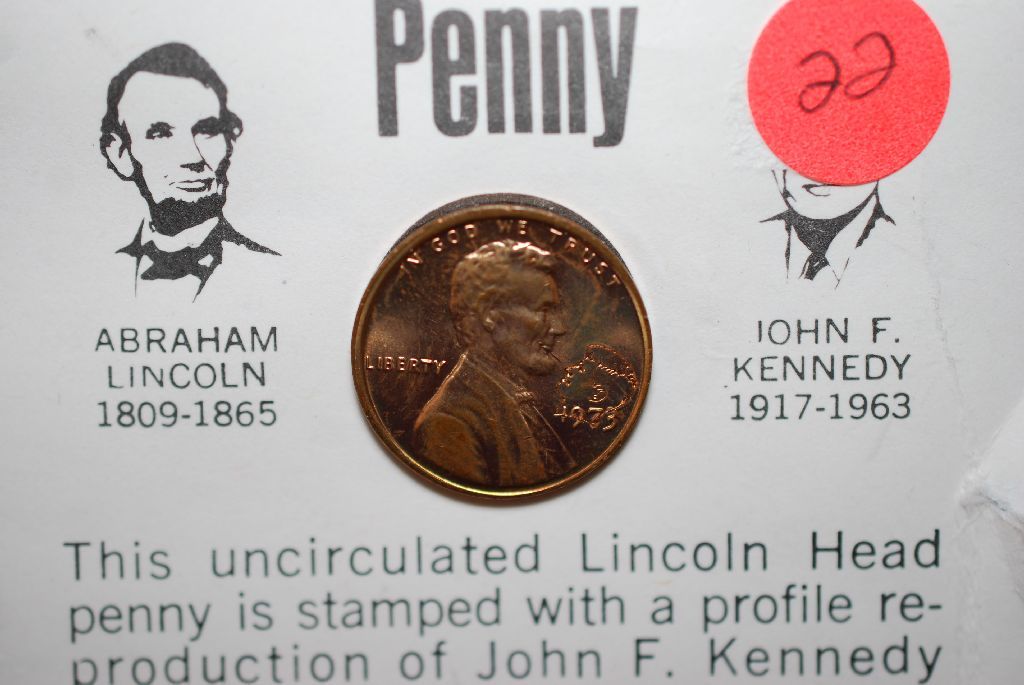 Penny
22
IN GOD WE TRUST
LIBERTY
1973
ABRAHAM
LINCOLN
1809-1865
JOHN F.
KENNEDY
1917-1963
This uncirculated Lincoln Head
penny is stamped with a profile re-
production of John F. Kennedy